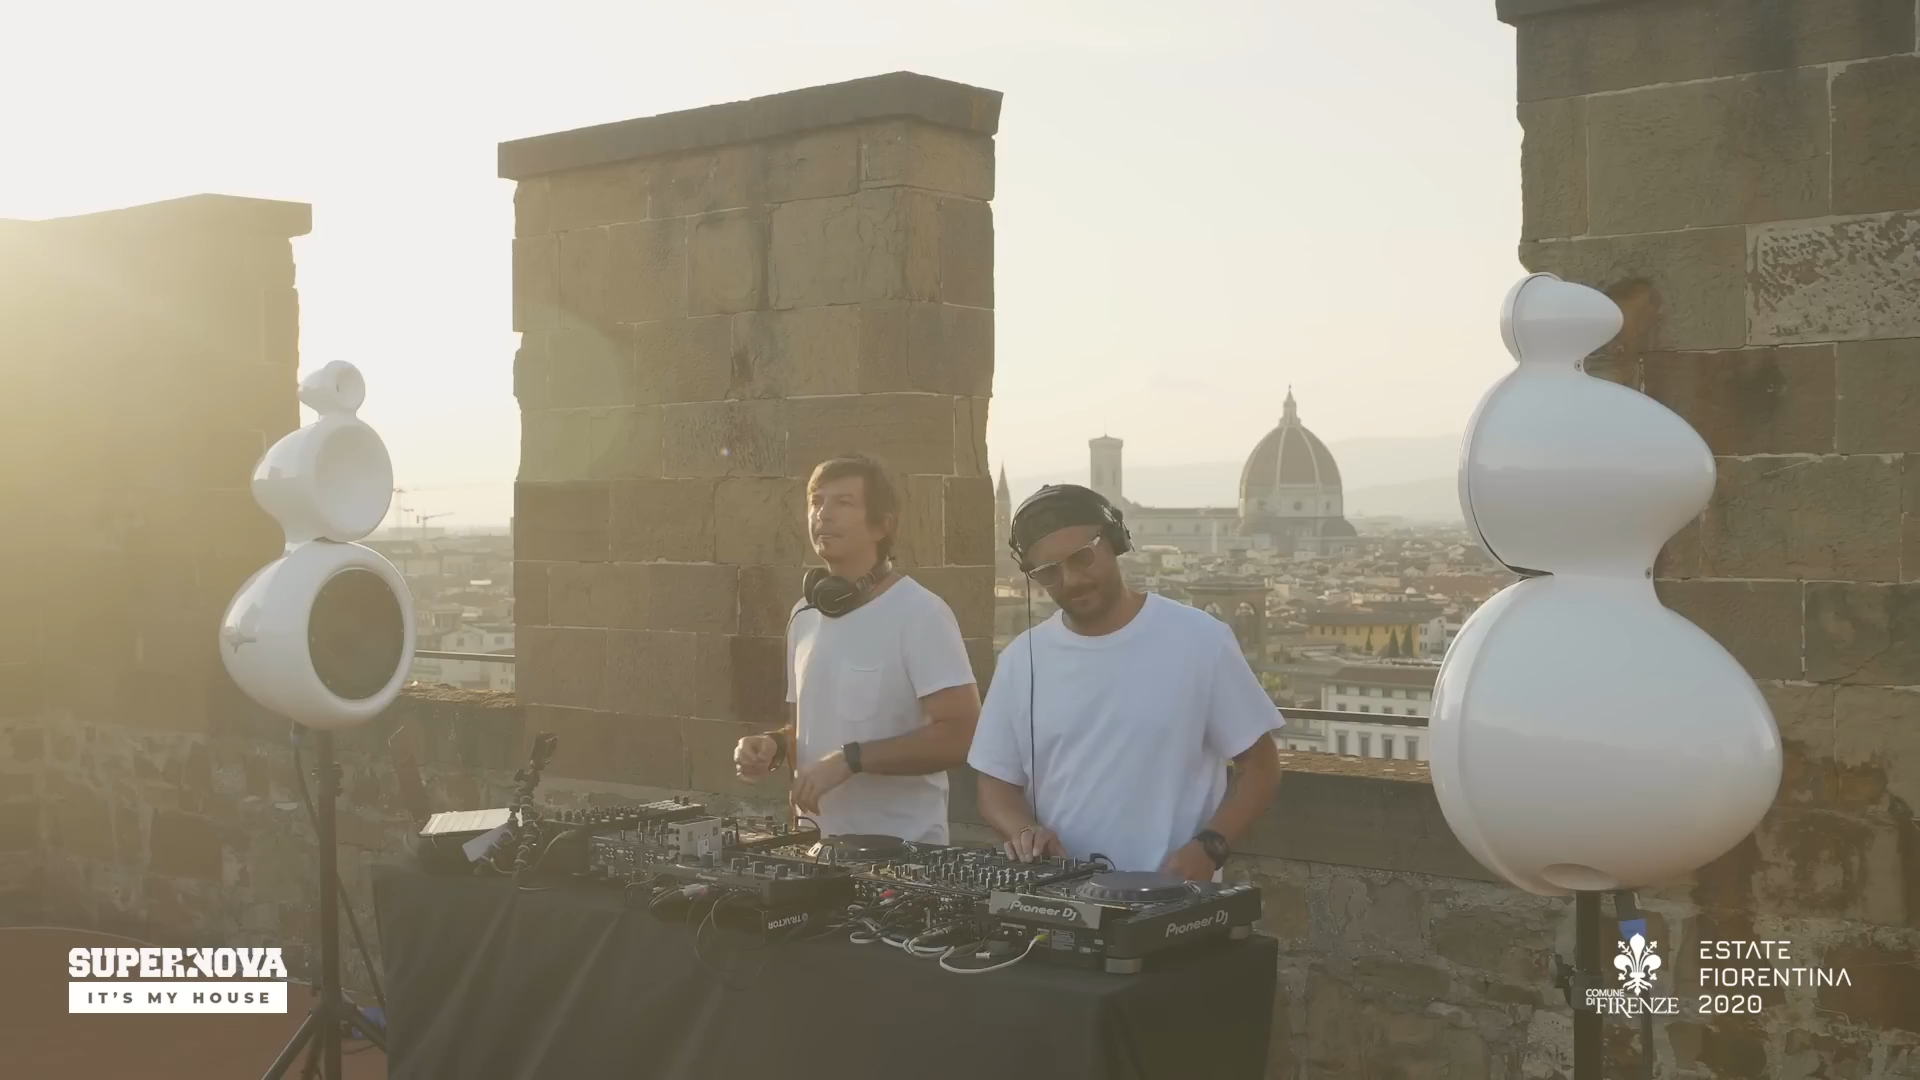 TRAKTOR
Pioneer Dj
Pioneer DJ
SUPERNOVA
IT'S MY HOUSE
COMUNE
DI FIRENZE
ESTATE
FIORENTINA
2020